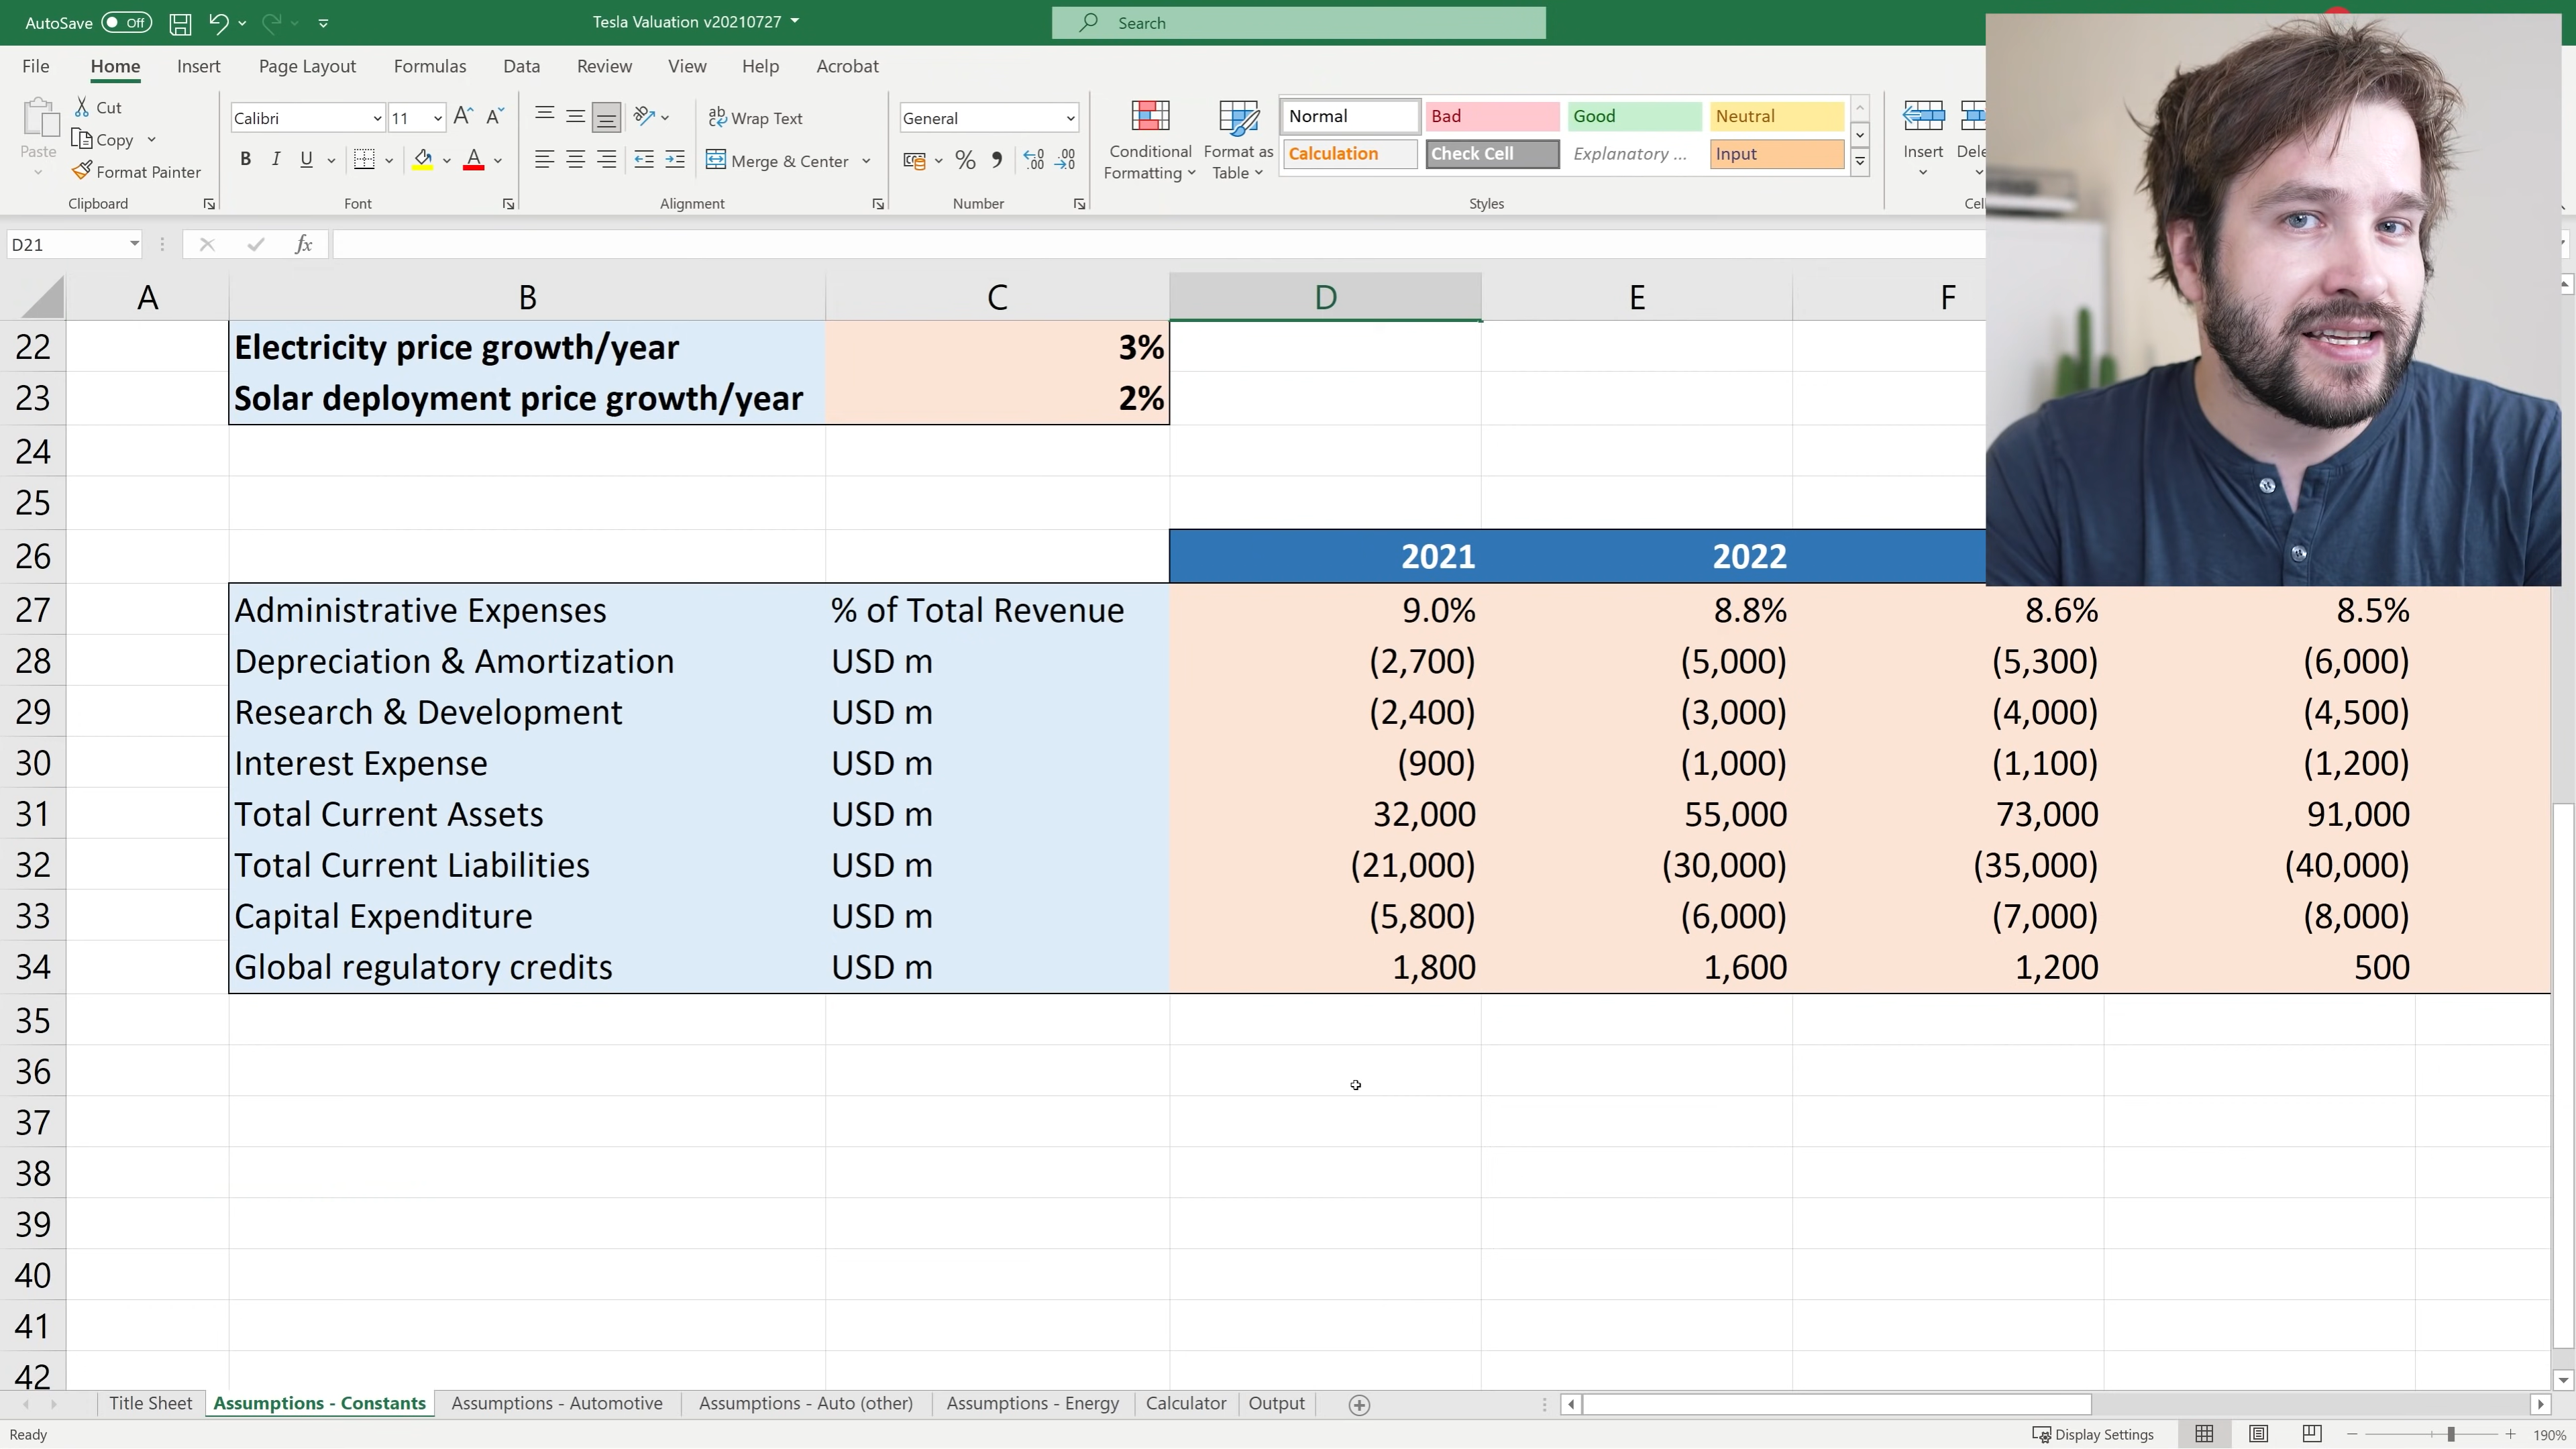 AutoSave Off Tesla Valuation v20210727 Search
File Home Insert Page Layout Formulas Data Review View Help Acrobat
Paste Cut Copy Format Painter Clipboard
Calibri 11 B I U A Font
ab Wrap Text Merge & Center Alignment
General % Number
Conditional Formatting Format as Table
Normal Bad Good Neutral
Calculation Check Cell Explanatory ... Input
Styles
Insert Dele
Cel
D21 fx
A B C D E F
22 Electricity price growth/year 3%
23 Solar deployment price growth/year 2%
24
25
26 2021 2022
27 Administrative Expenses % of Total Revenue 9.0% 8.8% 8.6% 8.5%
28 Depreciation & Amortization USD m (2,700) (5,000) (5,300) (6,000)
29 Research & Development USD m (2,400) (3,000) (4,000) (4,500)
30 Interest Expense USD m (900) (1,000) (1,100) (1,200)
31 Total Current Assets USD m 32,000 55,000 73,000 91,000
32 Total Current Liabilities USD m (21,000) (30,000) (35,000) (40,000)
33 Capital Expenditure USD m (5,800) (6,000) (7,000) (8,000)
34 Global regulatory credits USD m 1,800 1,600 1,200 500
35
36
37
38
39
40
41
42
Title Sheet Assumptions - Constants Assumptions - Automotive Assumptions - Auto (other) Assumptions - Energy Calculator Output
Ready Display Settings 190%